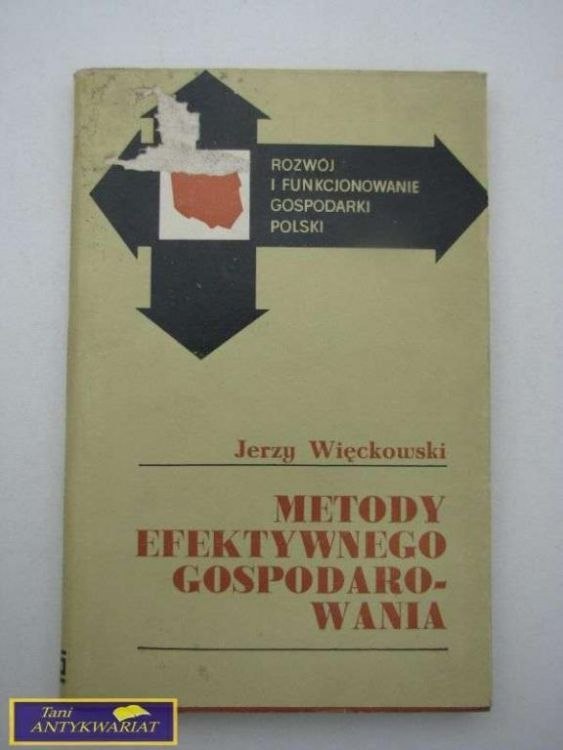 ROZWÓJ
I FUNKCJONOWANIE
GOSPODARKI
POLSKI
Jerzy Więckowski
METODY
EFEKTYWNEGO
GOSPODARO-
WANIA
Tani
ANTYKWARIAT